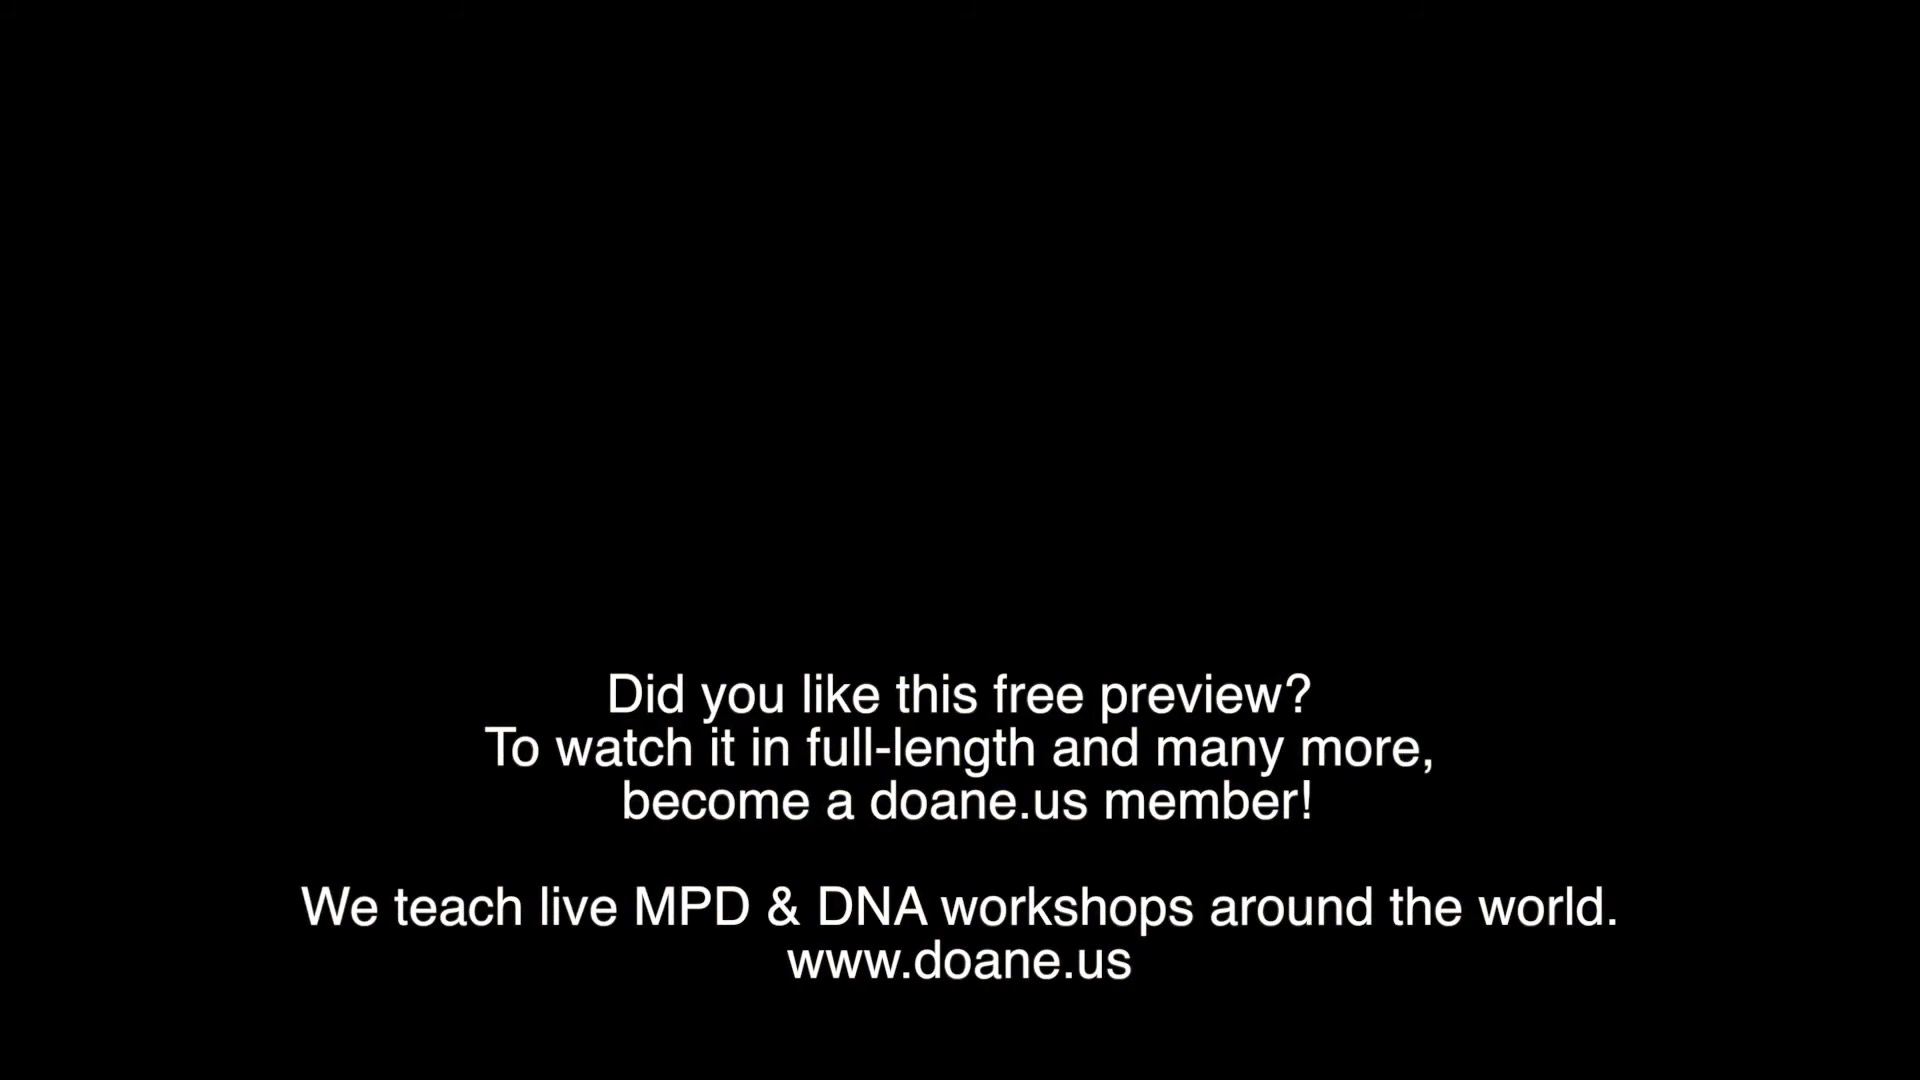 Did you like this free preview?
To watch it in full-length and many more,
become a doane.us member!
We teach live MPD & DNA workshops around the world.
www.doane.us